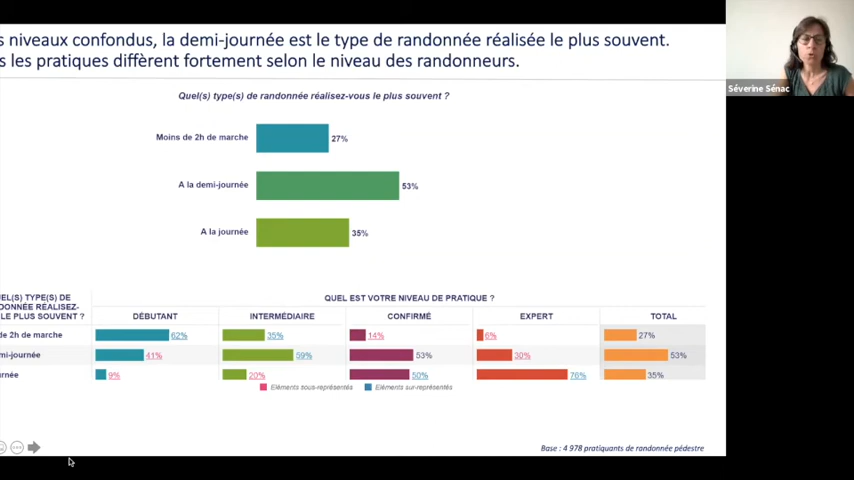 s niveaux confondus, la demi-journée est le type de randonnée réalisée le plus souvent.
s les pratiques diffèrent fortement selon le niveau des randonneurs.
Séverine Sénac
Quel(s) type(s) de randonnée réalisez-vous le plus souvent ?
Moins de 2h de marche 27%
A la demi-journée 53%
A la journée 35%
UEL(S) TYPE(S) DE
DONNÉE RÉALISEZ-
LE PLUS SOUVENT ?
QUEL EST VOTRE NIVEAU DE PRATIQUE ?
DÉBUTANT INTERMÉDIAIRE CONFIRMÉ EXPERT TOTAL
de 2h de marche 62% 35% 14% 6% 27%
mi-journée 41% 59% 53% 30% 53%
urnée 9% 20% 50% 76% 35%
Eléments sous-représentés Eléments sur-représentés
Base : 4 978 pratiquants de randonnée pédestre